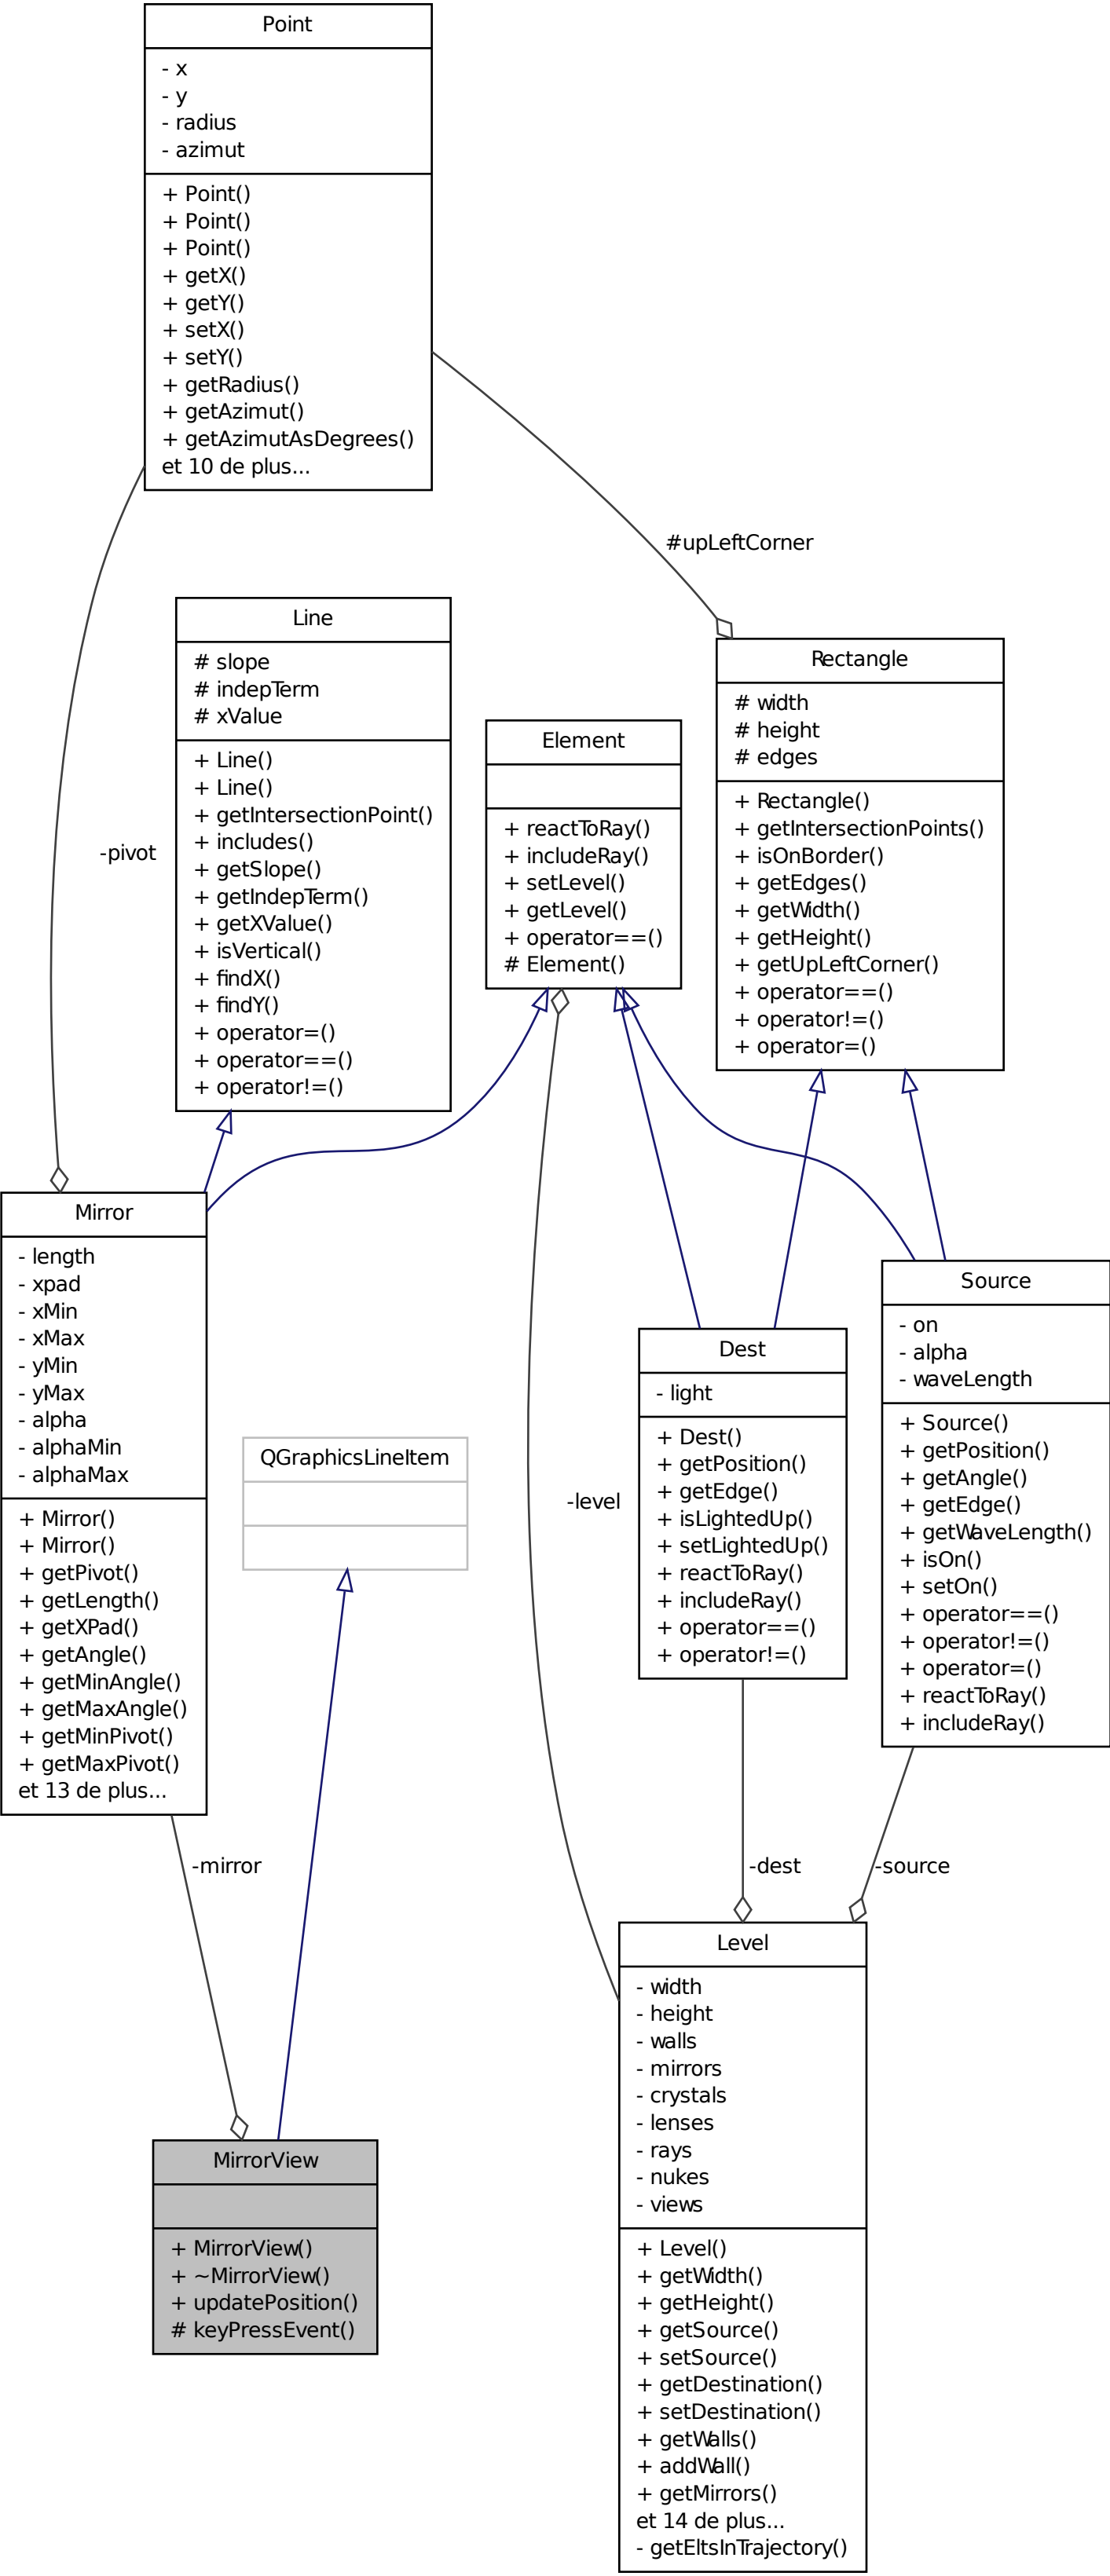 Point
- x
- y
- radius
- azimut
+ Point()
+ Point()
+ Point()
+ getX()
+ getY()
+ setX()
+ setY()
+ getRadius()
+ getAzimut()
+ getAzimutAsDegrees()
et 10 de plus...
#upLeftCorner
-pivot
Line
# slope
# indepTerm
# xValue
+ Line()
+ Line()
+ getIntersectionPoint()
+ includes()
+ getSlope()
+ getIndepTerm()
+ getXValue()
+ isVertical()
+ findX()
+ findY()
+ operator=()
+ operator==()
+ operator!=()
Element
+ reactToRay()
+ includeRay()
+ setLevel()
+ getLevel()
+ operator==()
# Element()
Rectangle
# width
# height
# edges
+ Rectangle()
+ getIntersectionPoints()
+ isOnBorder()
+ getEdges()
+ getWidth()
+ getHeight()
+ getUpLeftCorner()
+ operator==()
+ operator!=()
+ operator=()
Mirror
- length
- xpad
- xMin
- xMax
- yMin
- yMax
- alpha
- alphaMin
- alphaMax
+ Mirror()
+ Mirror()
+ getPivot()
+ getLength()
+ getXPad()
+ getAngle()
+ getMinAngle()
+ getMaxAngle()
+ getMinPivot()
+ getMaxPivot()
et 13 de plus...
QGraphicsLineItem
-level
Dest
- light
+ Dest()
+ getPosition()
+ getEdge()
+ isLightedUp()
+ setLightedUp()
+ reactToRay()
+ includeRay()
+ operator==()
+ operator!=()
Source
- on
- alpha
- waveLength
+ Source()
+ getPosition()
+ getAngle()
+ getEdge()
+ getWaveLength()
+ isOn()
+ setOn()
+ operator==()
+ operator!=()
+ operator=()
+ reactToRay()
+ includeRay()
-mirror
-dest
-source
MirrorView
+ MirrorView()
+ ~MirrorView()
+ updatePosition()
# keyPressEvent()
Level
- width
- height
- walls
- mirrors
- crystals
- lenses
- rays
- nukes
- views
+ Level()
+ getWidth()
+ getHeight()
+ getSource()
+ setSource()
+ getDestination()
+ setDestination()
+ getWalls()
+ addWall()
+ getMirrors()
et 14 de plus...
- getEltsInTrajectory()